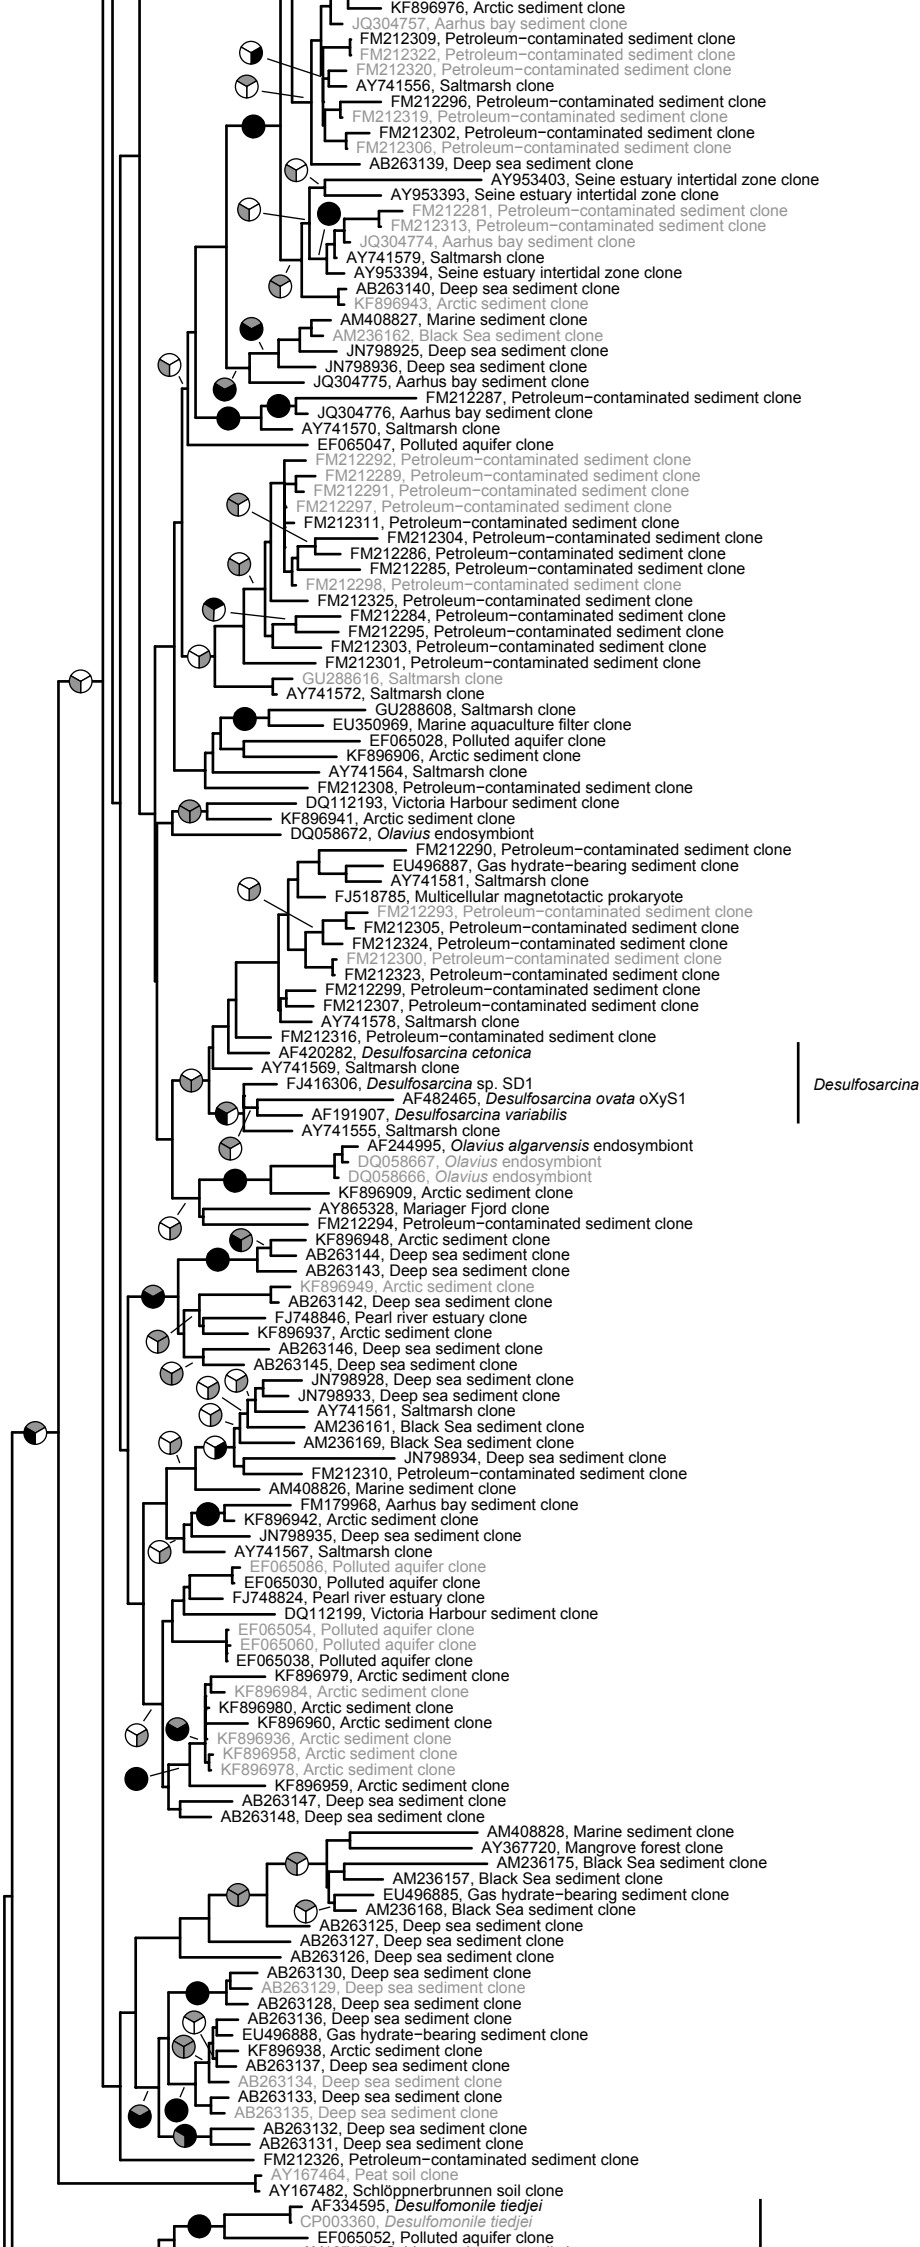 KF896976, Arctic sediment clone
JQ304757, Aarhus bay sediment clone
FM212309, Petroleum−contaminated sediment clone
FM212322, Petroleum−contaminated sediment clone
FM212320, Petroleum−contaminated sediment clone
AY741556, Saltmarsh clone
FM212296, Petroleum−contaminated sediment clone
FM212319, Petroleum−contaminated sediment clone
FM212302, Petroleum−contaminated sediment clone
FM212306, Petroleum−contaminated sediment clone
AB263139, Deep sea sediment clone
AY953403, Seine estuary intertidal zone clone
AY953393, Seine estuary intertidal zone clone
FM212281, Petroleum−contaminated sediment clone
FM212313, Petroleum−contaminated sediment clone
JQ304774, Aarhus bay sediment clone
AY741579, Saltmarsh clone
AY953394, Seine estuary intertidal zone clone
AB263140, Deep sea sediment clone
KF896943, Arctic sediment clone
AM408827, Marine sediment clone
AM236162, Black Sea sediment clone
JN798925, Deep sea sediment clone
JN798936, Deep sea sediment clone
JQ304775, Aarhus bay sediment clone
FM212287, Petroleum−contaminated sediment clone
JQ304776, Aarhus bay sediment clone
AY741570, Saltmarsh clone
EF065047, Polluted aquifer clone
FM212292, Petroleum−contaminated sediment clone
FM212289, Petroleum−contaminated sediment clone
FM212291, Petroleum−contaminated sediment clone
FM212297, Petroleum−contaminated sediment clone
FM212311, Petroleum−contaminated sediment clone
FM212304, Petroleum−contaminated sediment clone
FM212286, Petroleum−contaminated sediment clone
FM212285, Petroleum−contaminated sediment clone
FM212298, Petroleum−contaminated sediment clone
FM212325, Petroleum−contaminated sediment clone
FM212284, Petroleum−contaminated sediment clone
FM212295, Petroleum−contaminated sediment clone
FM212303, Petroleum−contaminated sediment clone
FM212301, Petroleum−contaminated sediment clone
GU288616, Saltmarsh clone
AY741572, Saltmarsh clone
GU288608, Saltmarsh clone
EU350969, Marine aquaculture filter clone
EF065028, Polluted aquifer clone
KF896906, Arctic sediment clone
AY741564, Saltmarsh clone
FM212308, Petroleum−contaminated sediment clone
DQ112193, Victoria Harbour sediment clone
KF896941, Arctic sediment clone
DQ058672, Olavius endosymbiont
FM212290, Petroleum−contaminated sediment clone
EU496887, Gas hydrate−bearing sediment clone
AY741581, Saltmarsh clone
FJ518785, Multicellular magnetotactic prokaryote
FM212293, Petroleum−contaminated sediment clone
FM212305, Petroleum−contaminated sediment clone
FM212324, Petroleum−contaminated sediment clone
FM212300, Petroleum−contaminated sediment clone
FM212323, Petroleum−contaminated sediment clone
FM212299, Petroleum−contaminated sediment clone
FM212307, Petroleum−contaminated sediment clone
AY741578, Saltmarsh clone
FM212316, Petroleum−contaminated sediment clone
AF420282, Desulfosarcina cetonica
AY741569, Saltmarsh clone
FJ416306, Desulfosarcina sp. SD1
Desulfosarcina
AF482465, Desulfosarcina ovata oXyS1
AF191907, Desulfosarcina variabilis
AY741555, Saltmarsh clone
AF244995, Olavius algarvensis endosymbiont
DQ058667, Olavius endosymbiont
DQ058666, Olavius endosymbiont
KF896909, Arctic sediment clone
AY865328, Mariager Fjord clone
FM212294, Petroleum−contaminated sediment clone
KF896948, Arctic sediment clone
AB263144, Deep sea sediment clone
AB263143, Deep sea sediment clone
KF896949, Arctic sediment clone
AB263142, Deep sea sediment clone
FJ748846, Pearl river estuary clone
KF896937, Arctic sediment clone
AB263146, Deep sea sediment clone
AB263145, Deep sea sediment clone
JN798928, Deep sea sediment clone
JN798933, Deep sea sediment clone
AY741561, Saltmarsh clone
AM236161, Black Sea sediment clone
AM236169, Black Sea sediment clone
JN798934, Deep sea sediment clone
FM212310, Petroleum−contaminated sediment clone
AM408826, Marine sediment clone
FM179968, Aarhus bay sediment clone
KF896942, Arctic sediment clone
JN798935, Deep sea sediment clone
AY741567, Saltmarsh clone
EF065086, Polluted aquifer clone
EF065030, Polluted aquifer clone
FJ748824, Pearl river estuary clone
DQ112199, Victoria Harbour sediment clone
EF065054, Polluted aquifer clone
EF065060, Polluted aquifer clone
EF065038, Polluted aquifer clone
KF896979, Arctic sediment clone
KF896984, Arctic sediment clone
KF896980, Arctic sediment clone
KF896960, Arctic sediment clone
KF896936, Arctic sediment clone
KF896958, Arctic sediment clone
KF896978, Arctic sediment clone
KF896959, Arctic sediment clone
AB263147, Deep sea sediment clone
AB263148, Deep sea sediment clone
AM408828, Marine sediment clone
AY367720, Mangrove forest clone
AM236175, Black Sea sediment clone
AM236157, Black Sea sediment clone
EU496885, Gas hydrate−bearing sediment clone
AM236168, Black Sea sediment clone
AB263125, Deep sea sediment clone
AB263127, Deep sea sediment clone
AB263126, Deep sea sediment clone
AB263130, Deep sea sediment clone
AB263129, Deep sea sediment clone
AB263128, Deep sea sediment clone
AB263136, Deep sea sediment clone
EU496888, Gas hydrate−bearing sediment clone
KF896938, Arctic sediment clone
AB263137, Deep sea sediment clone
AB263134, Deep sea sediment clone
AB263133, Deep sea sediment clone
AB263135, Deep sea sediment clone
AB263132, Deep sea sediment clone
AB263131, Deep sea sediment clone
FM212326, Petroleum−contaminated sediment clone
AY167464, Peat soil clone
AY167482, Schlöppnerbrunnen soil clone
AF334595, Desulfomonile tiedjei
CP003360, Desulfomonile tiedjei
EF065052, Polluted aquifer clone